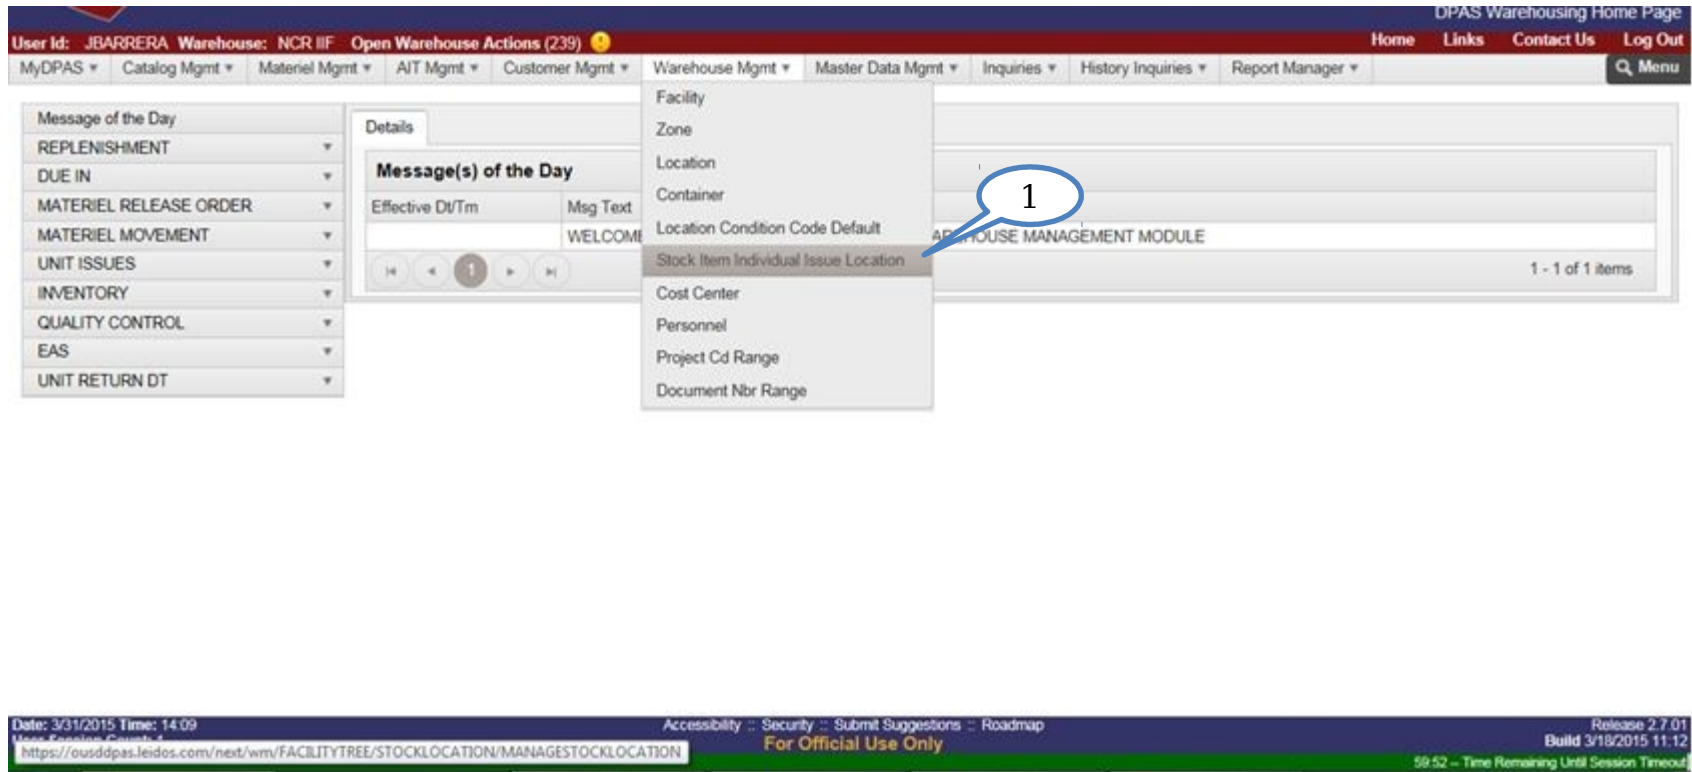 DPAS Warehousing Home Page
User Id: JBARRERA Warehouse: NCR IIF Open Warehouse Actions (239) Home Links Contact Us Log Out
MyDPAS Catalog Mgmt Materiel Mgmt AIT Mgmt Customer Mgmt Warehouse Mgmt Master Data Mgmt Inquiries History Inquiries Report Manager Menu
Message of the Day
REPLENISHMENT
DUE IN
MATERIEL RELEASE ORDER
MATERIEL MOVEMENT
UNIT ISSUES
INVENTORY
QUALITY CONTROL
EAS
UNIT RETURN DT
Details
Message(s) of the Day
Effective Dt/Tm Msg Text
WELCOME HOUSE MANAGEMENT MODULE
1
1 - 1 of 1 items
Facility
Zone
Location
Container
Location Condition Code Default
Stock Item Individual Issue Location
Cost Center
Personnel
Project Cd Range
Document Nbr Range
1
Date: 3/31/2015 Time: 14:09 Accessibility :: Security :: Submit Suggestions :: Roadmap Release 2.7.01
For Official Use Only Build 3/18/2015 11:12
https://ousddpas.leidos.com/next/wm/FACILITYTREE/STOCKLOCATION/MANAGESTOCKLOCATION
59:52 -- Time Remaining Until Session Timeout